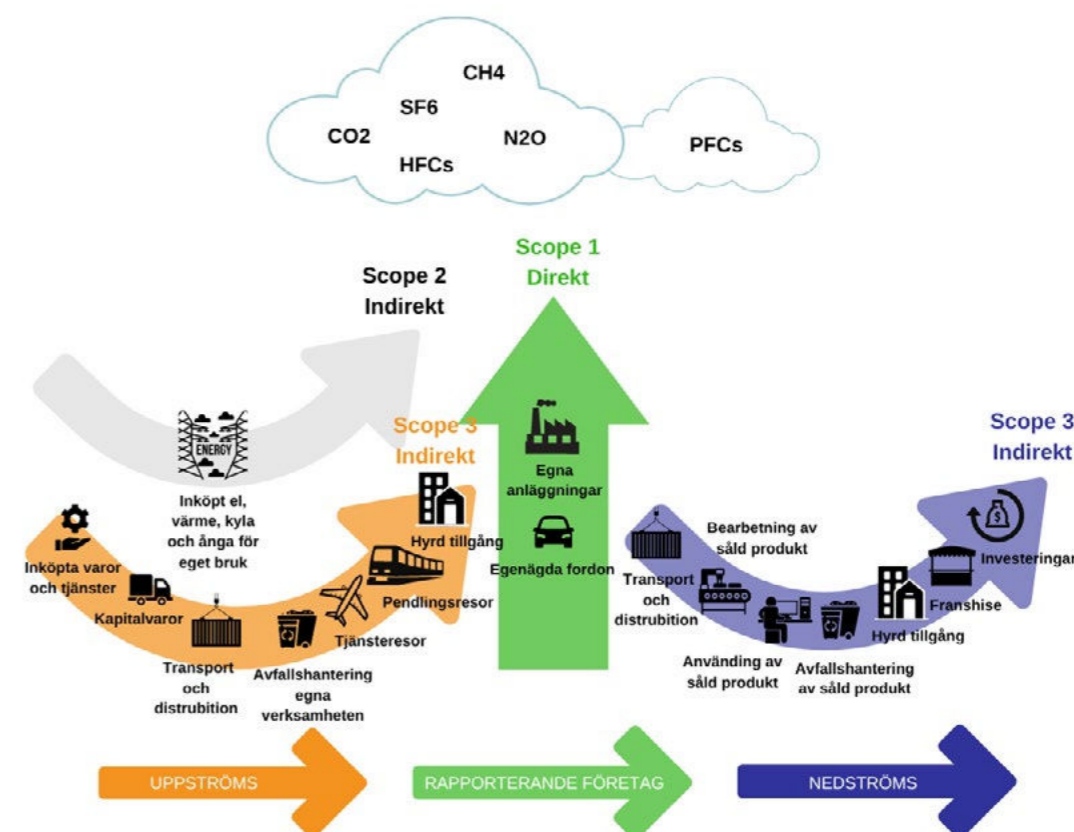 CH4
SF6
CO2
N2O
HFCs
PFCs
Scope 1
Direkt
Scope 2
Indirekt
Scope 3
Indirekt
Scope 3
Indirekt
ENERGY
Inköpt el,
värme, kyla
och ånga för
eget bruk
Egna
anläggningar
Egenägda fordon
Inköpta varor
och tjänster
Kapitalvaror
Transport
och
distrubition
Avfallshantering
egna
verksamheten
Tjänsteresor
Pendlingsresor
Hyrd tillgång
Transport
och
distrubition
Bearbetning av
såld produkt
Använding av
såld produkt
Avfallshantering
av såld produkt
Hyrd tillgång
Franshise
Investeringar
$
UPPSTRÖMS
RAPPORTERANDE FÖRETAG
NEDSTRÖMS